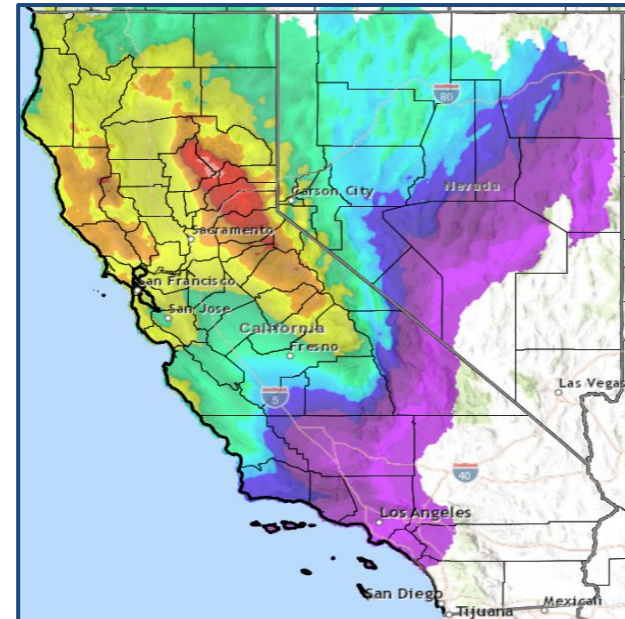 80
Carson City
Nevada
Sacramento
San Francisco
San Jose
California
Fresno
5
Las Vegas
40
Los Angeles
San Diego
Tijuana
Mexicali